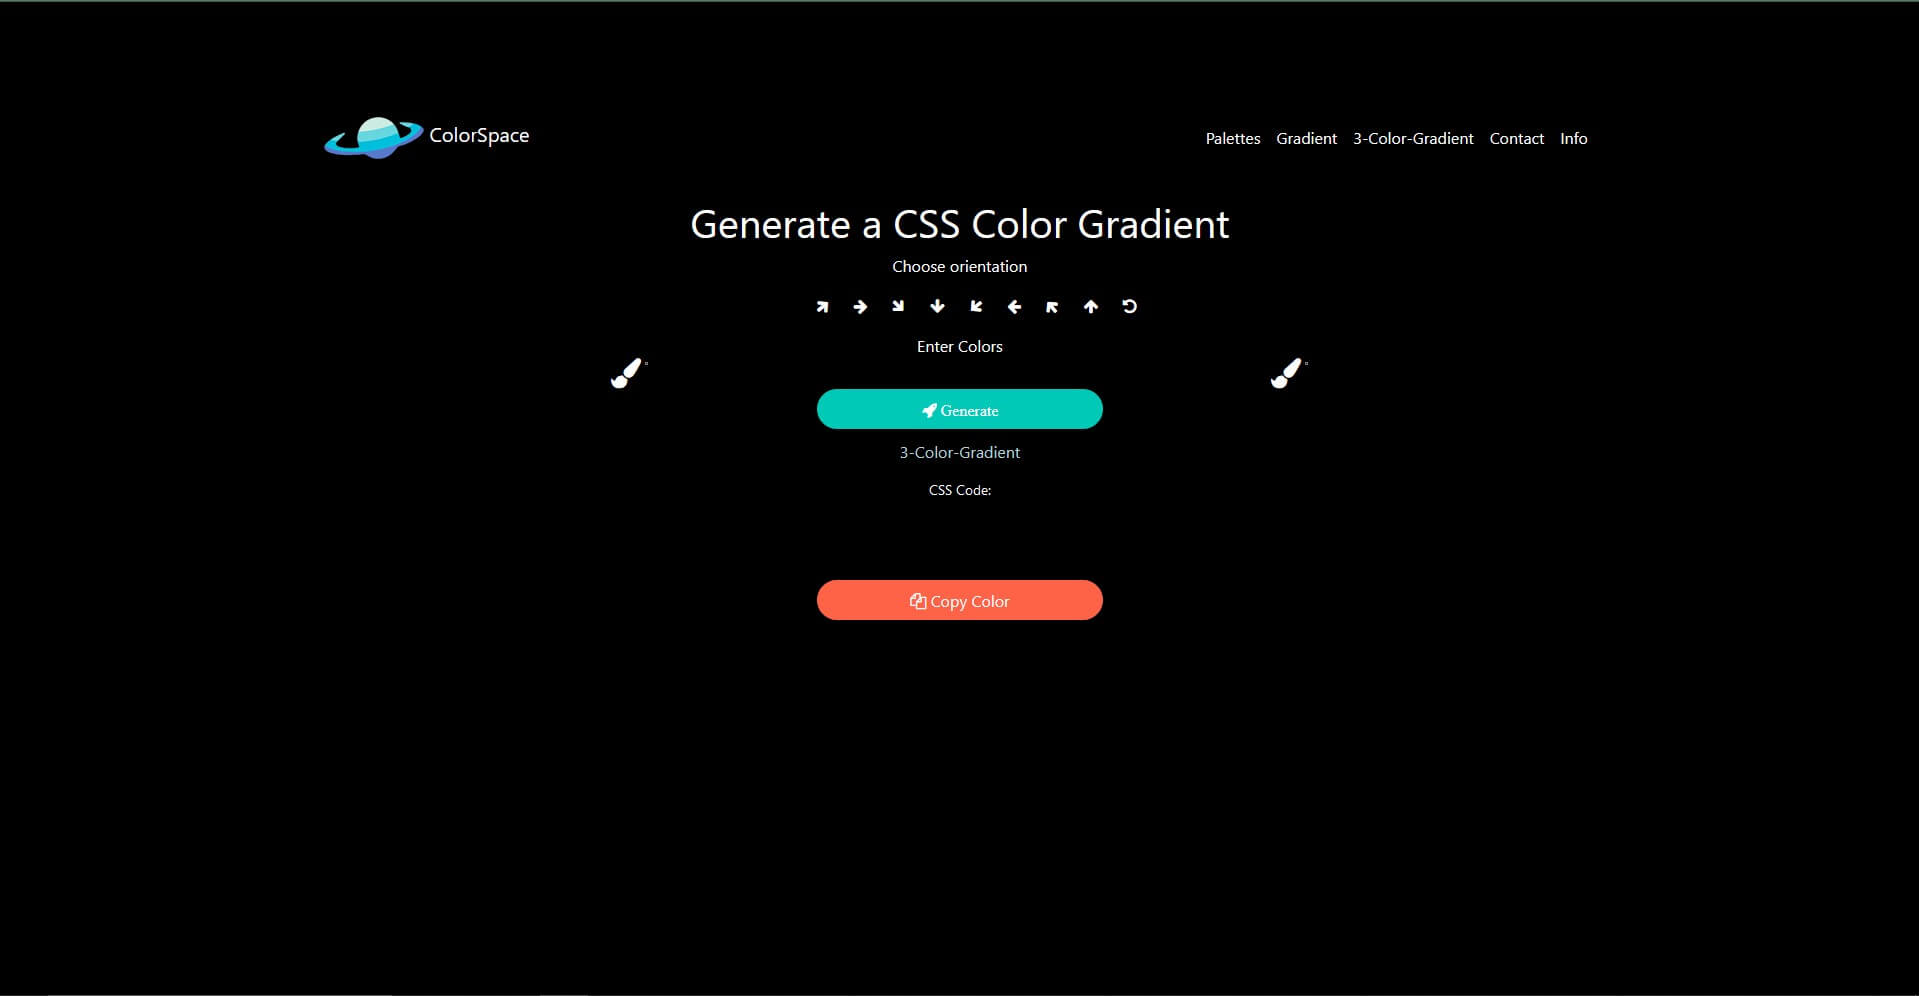 ColorSpace
Palettes Gradient 3-Color-Gradient Contact Info
Generate a CSS Color Gradient
Choose orientation
Enter Colors
Generate
3-Color-Gradient
CSS Code:
Copy Color